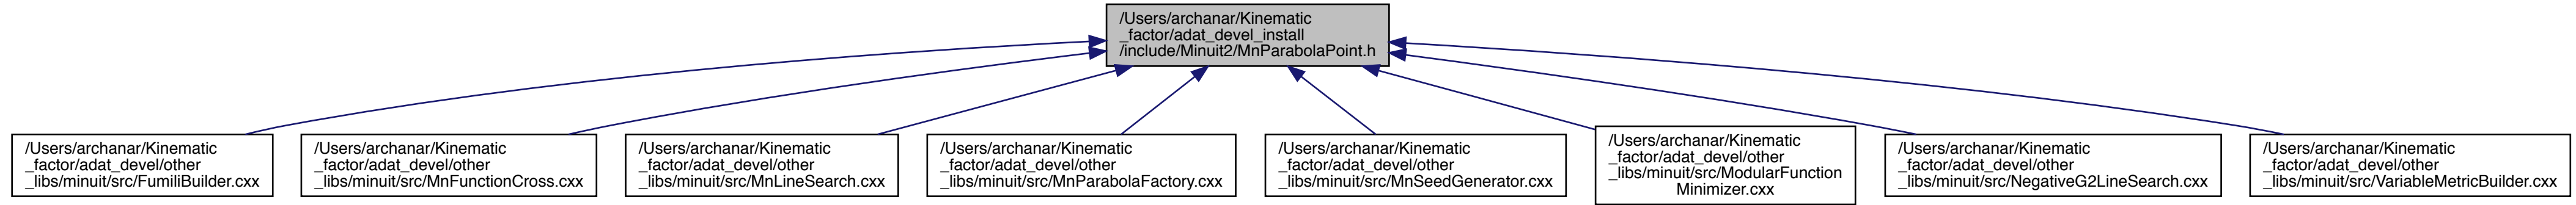 /Users/archanar/Kinematic
_factor/adat_devel_install
/include/Minuit2/MnParabolaPoint.h
/Users/archanar/Kinematic
_factor/adat_devel/other
_libs/minuit/src/FumiliBuilder.cxx
/Users/archanar/Kinematic
_factor/adat_devel/other
_libs/minuit/src/MnFunctionCross.cxx
/Users/archanar/Kinematic
_factor/adat_devel/other
_libs/minuit/src/MnLineSearch.cxx
/Users/archanar/Kinematic
_factor/adat_devel/other
_libs/minuit/src/MnParabolaFactory.cxx
/Users/archanar/Kinematic
_factor/adat_devel/other
_libs/minuit/src/MnSeedGenerator.cxx
/Users/archanar/Kinematic
_factor/adat_devel/other
_libs/minuit/src/ModularFunction
Minimizer.cxx
/Users/archanar/Kinematic
_factor/adat_devel/other
_libs/minuit/src/NegativeG2LineSearch.cxx
/Users/archanar/Kinematic
_factor/adat_devel/other
_libs/minuit/src/VariableMetricBuilder.cxx